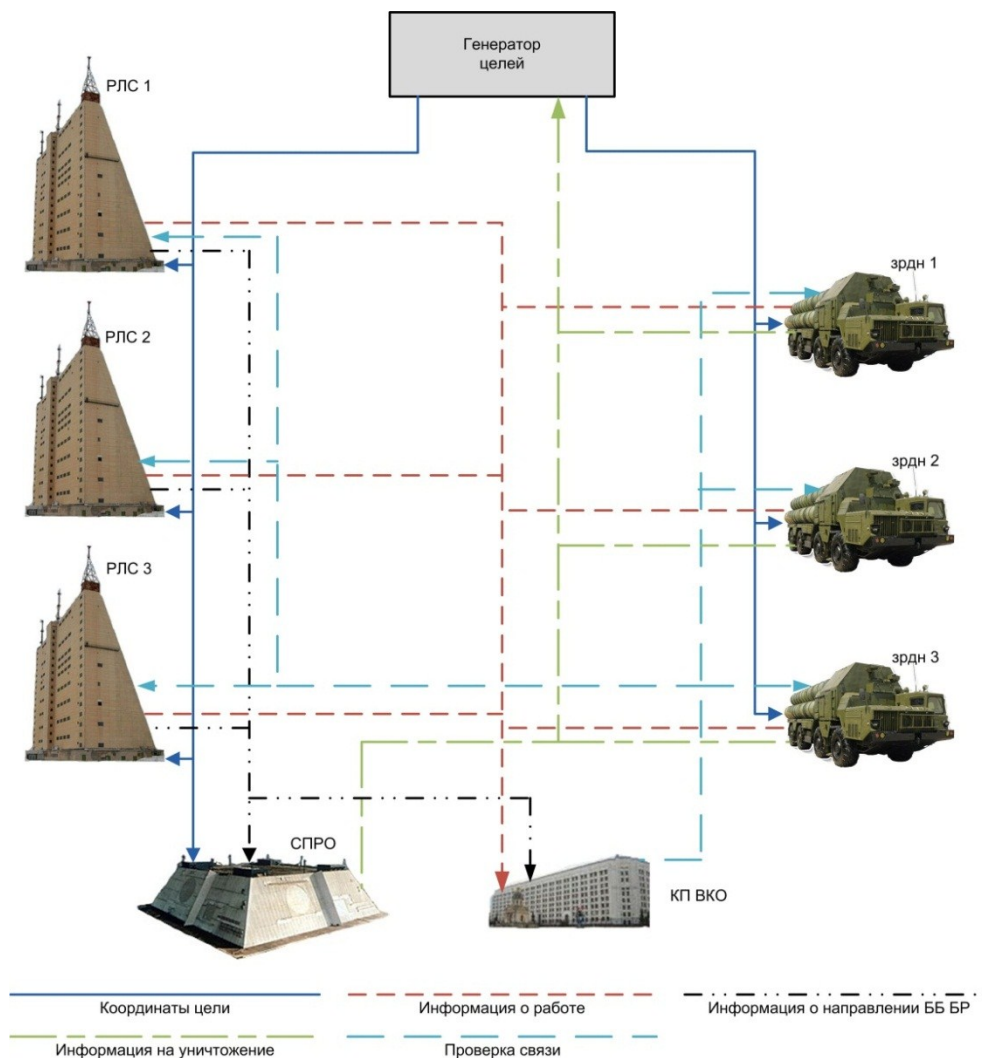 Генератор
целей
РЛС 1
зрдн 1
РЛС 2
зрдн 2
РЛС 3
зрдн 3
СПРО
КП ВКО
Координаты цели
Информация о работе
Информация о направлении ББ БР
Информация на уничтожение
Проверка связи